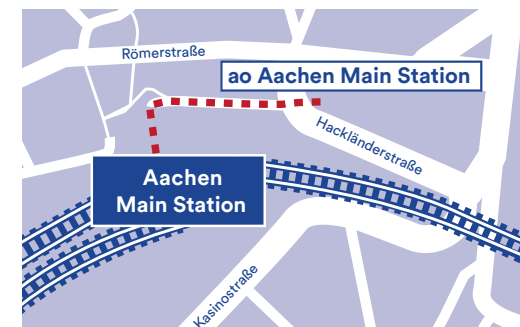 Römerstraße
ao Aachen Main Station
Hackländerstraße
Aachen
Main Station
Kasinostraße